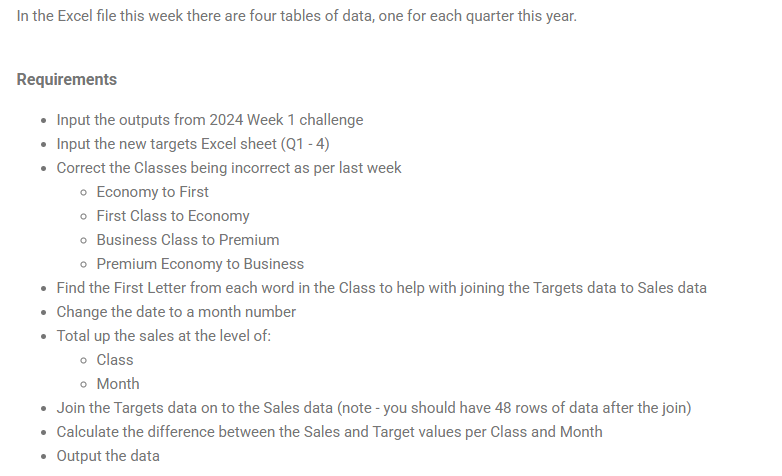 In the Excel file this week there are four tables of data, one for each quarter this year.
Requirements
Input the outputs from 2024 Week 1 challenge
Input the new targets Excel sheet (Q1 - 4)
Correct the Classes being incorrect as per last week
Economy to First
First Class to Economy
Business Class to Premium
Premium Economy to Business
Find the First Letter from each word in the Class to help with joining the Targets data to Sales data
Change the date to a month number
Total up the sales at the level of:
Class
Month
Join the Targets data on to the Sales data (note - you should have 48 rows of data after the join)
Calculate the difference between the Sales and Target values per Class and Month
Output the data